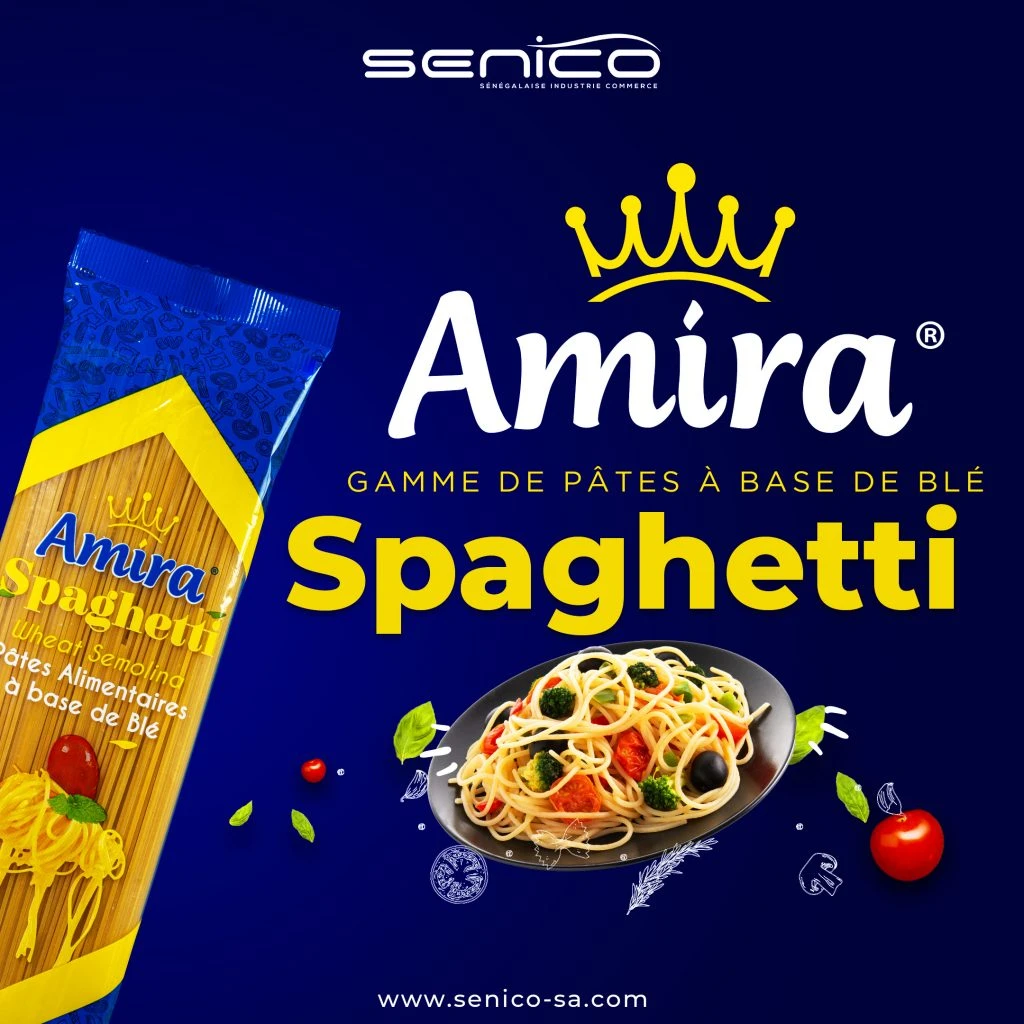 SENICO
SÉNÉGALAISE INDUSTRIE COMMERCE
Amira®
GAMME DE PÂTES À BASE DE BLÉ
Spaghetti
Amira®
Spaghetti
Wheat Semolina
Pâtes Alimentaires
à base de Blé
www.senico-sa.com